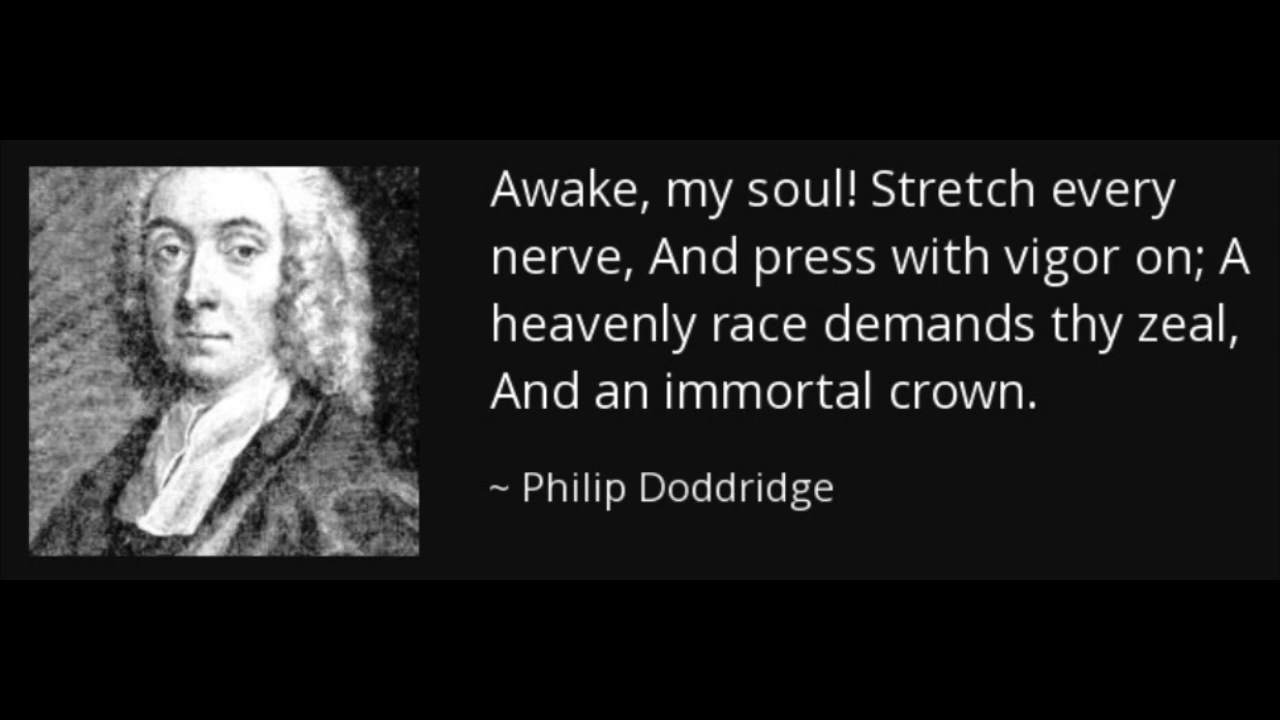 Awake, my soul! Stretch every
nerve, And press with vigor on; A
heavenly race demands thy zeal,
And an immortal crown.
~ Philip Doddridge